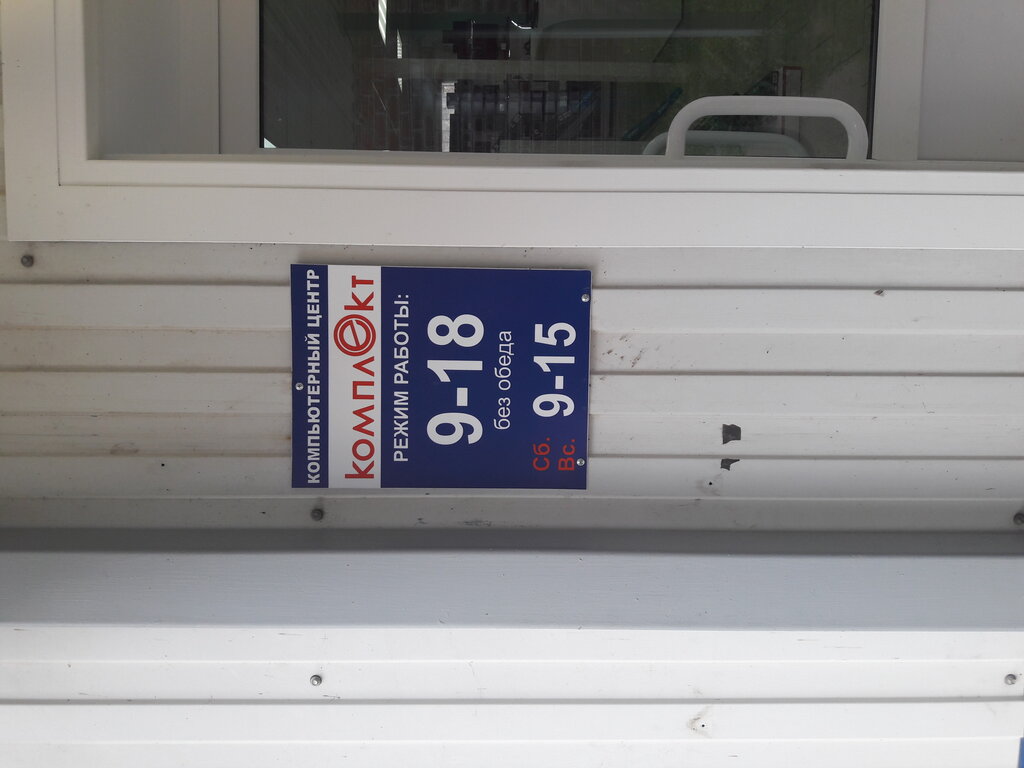 КОМПЬЮТЕРНЫЙ ЦЕНТР
КОМПЛЕКТ
РЕЖИМ РАБОТЫ:
9-18
без обеда
Сб.
Вс. 9-15